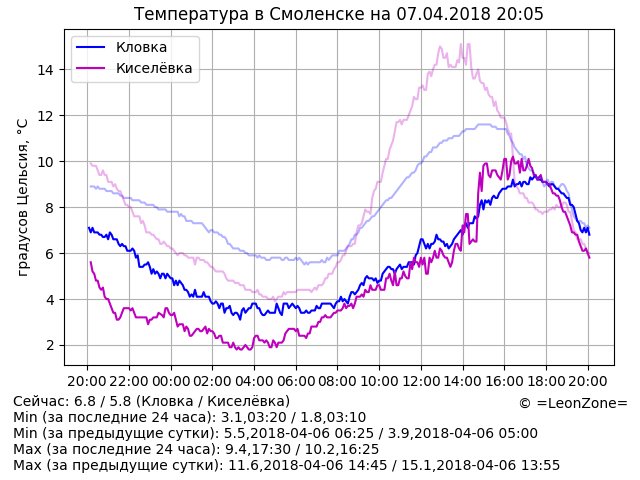 Температура в Смоленске на 07.04.2018 20:05
Кловка
Киселёвка
градусов Цельсия, °C
14
12
10
8
6
4
2
20:00 22:00 00:00 02:00 04:00 06:00 08:00 10:00 12:00 14:00 16:00 18:00 20:00
Сейчас: 6.8 / 5.8 (Кловка / Киселёвка)
© =LeonZone=
Min (за последние 24 часа): 3.1,03:20 / 1.8,03:10
Min (за предыдущие сутки): 5.5,2018-04-06 06:25 / 3.9,2018-04-06 05:00
Max (за последние 24 часа): 9.4,17:30 / 10.2,16:25
Max (за предыдущие сутки): 11.6,2018-04-06 14:45 / 15.1,2018-04-06 13:55